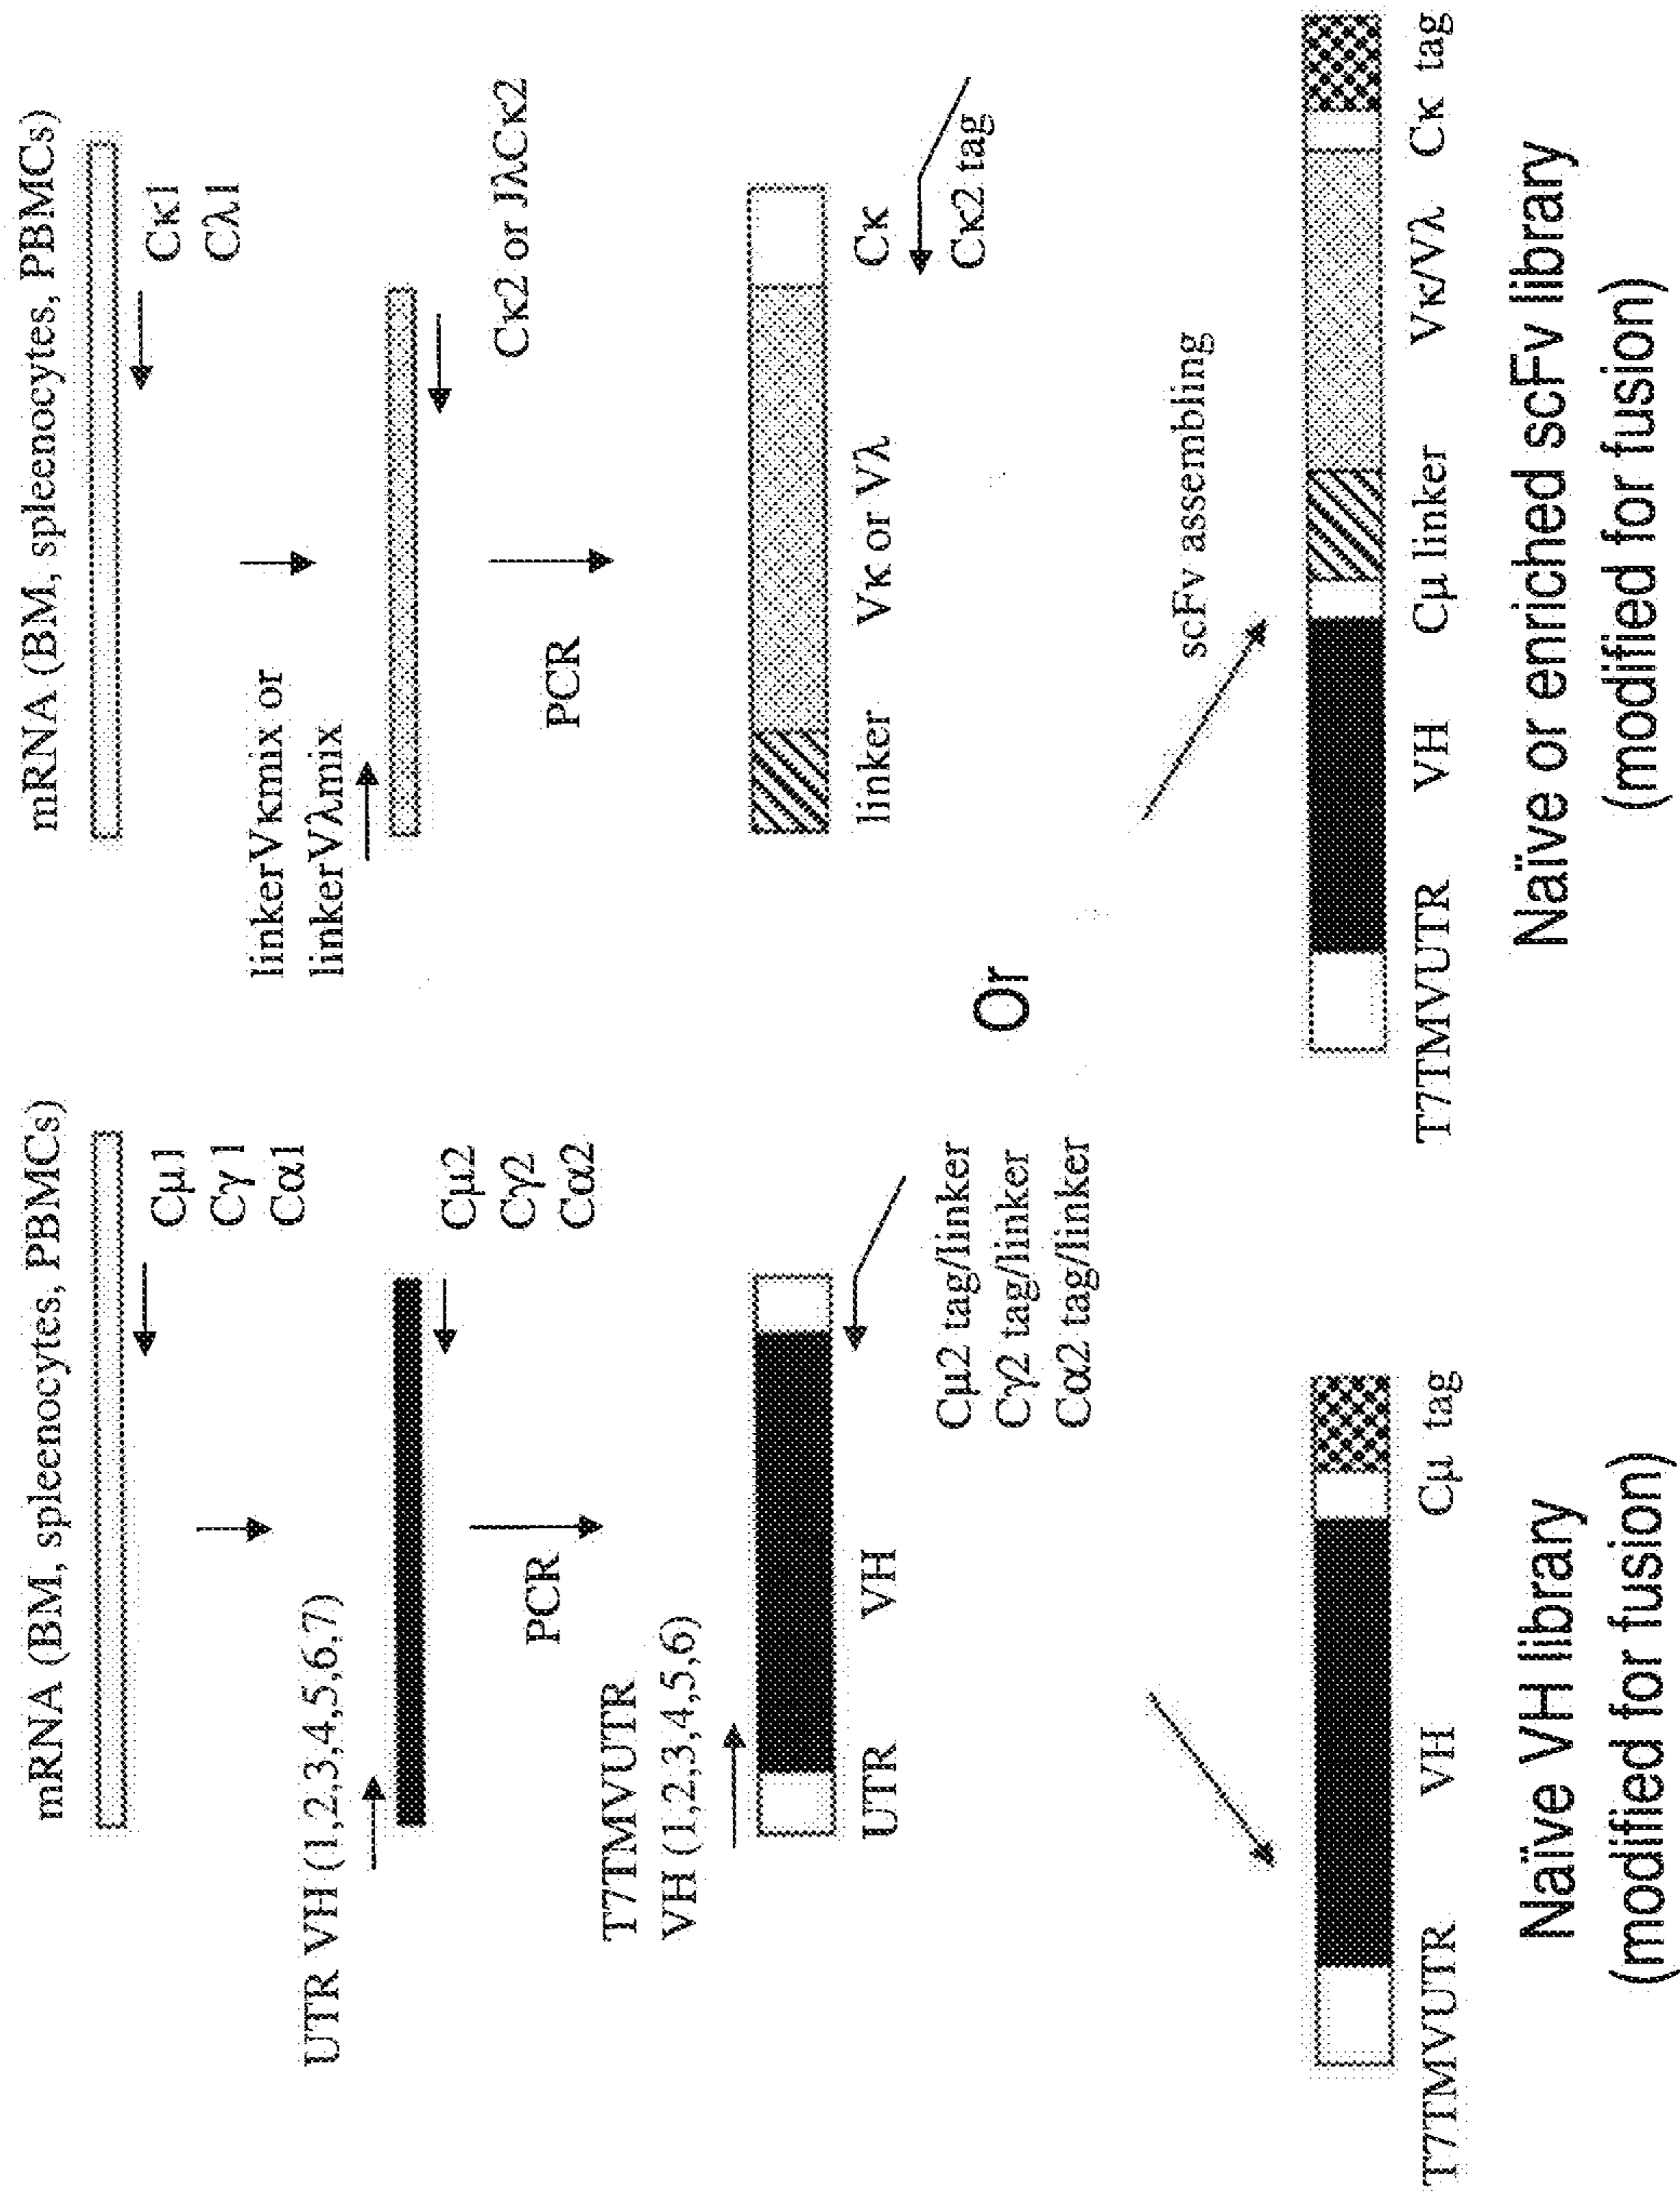 mRNA (BM, spleenocytes, PBMCs)
Cμ1
Cγ 1
Cα1
UTR VH (1,2,3,4,5,6,7)
Cμ2
Cγ2
Cα2
PCR
T7TMVUTR
VH (1,2,3,4,5,6)
UTR
VH
Cμ2 tag/linker
Cγ2 tag/linker
Cα2 tag/linker
T7TMVUTR
VH
Cμ tag
Naïve VH library
(modified for fusion)
Or
mRNA (BM, spleenocytes, PBMCs)
Cκ1
Cλ1
linkerVκmix or
linkerVλmix
Cκ2 or JλCκ2
PCR
linker
Vκ or Vλ
Cκ
Cκ2 tag
scFv assembling
T7TMVUTR
VH
Cμ linker
Vκ/Vλ
Cκ tag
Naïve or enriched scFv library
(modified for fusion)